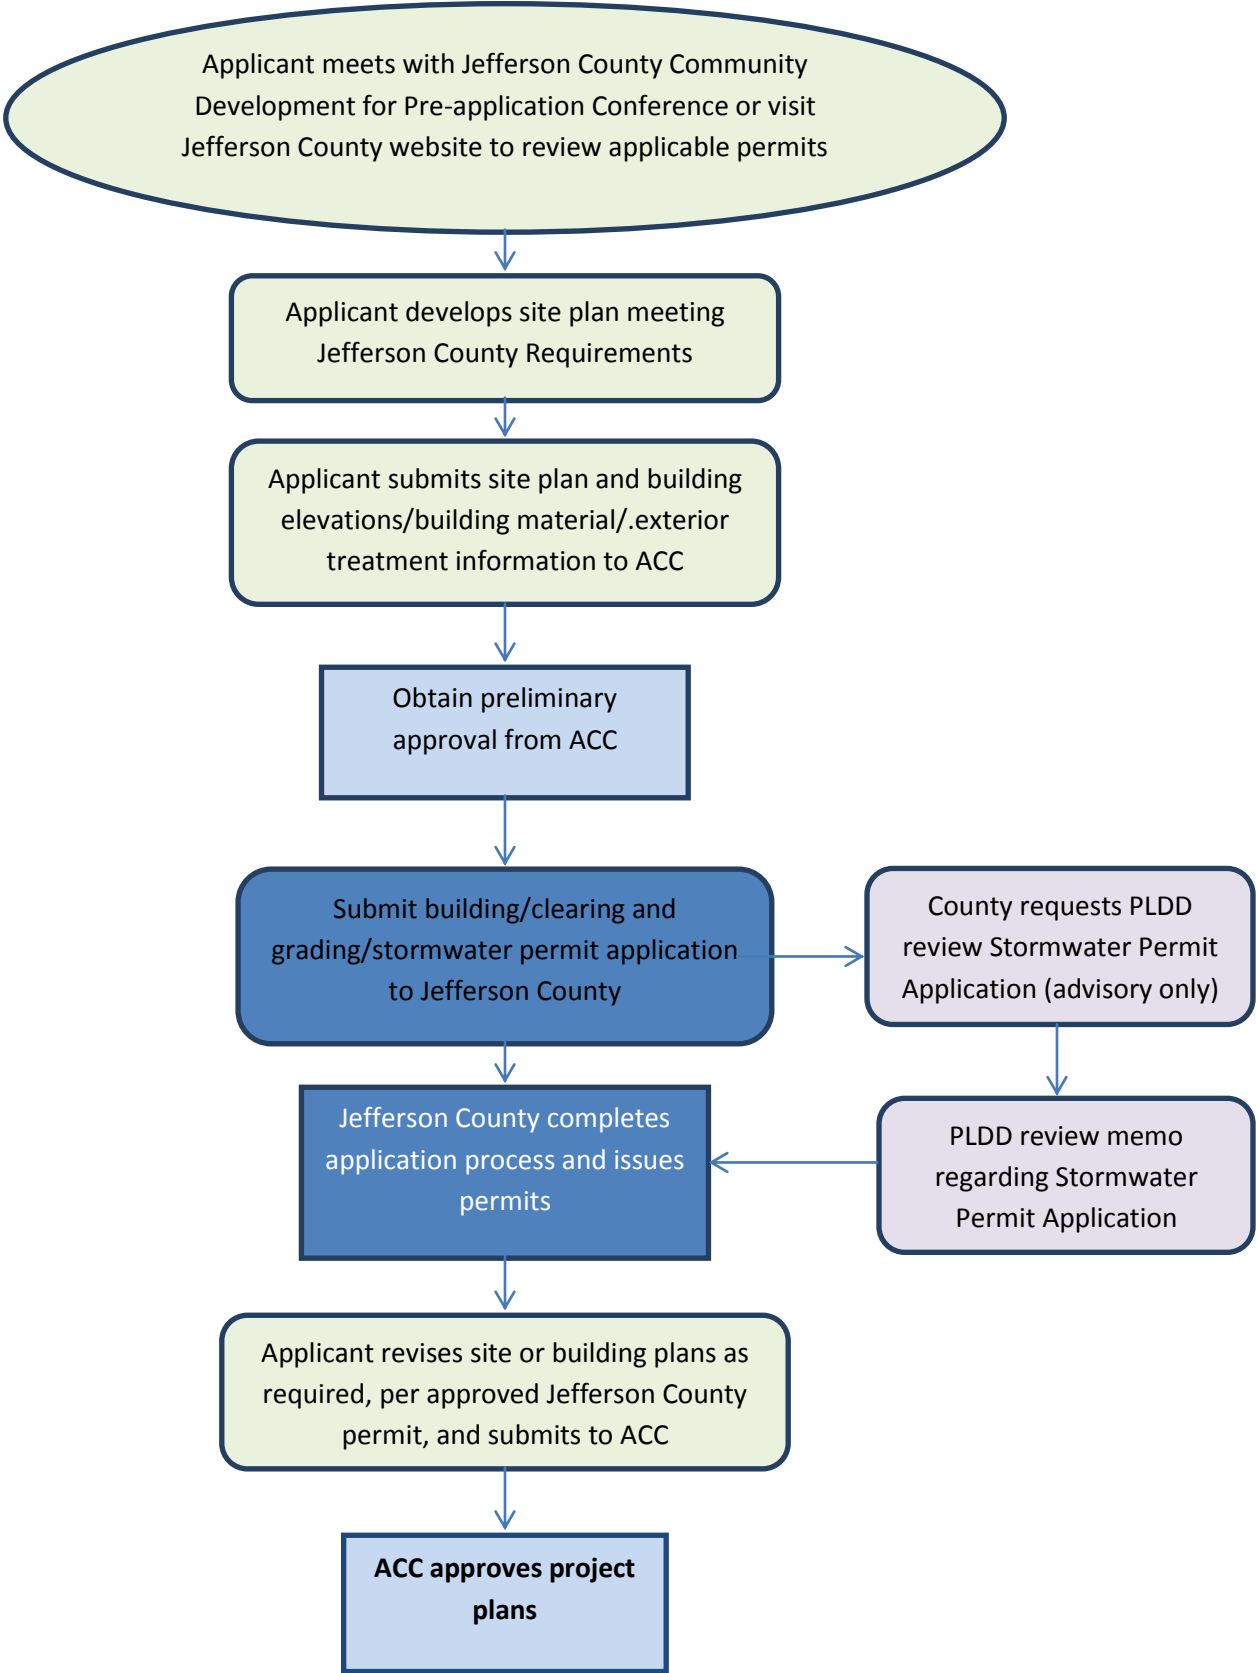 Applicant meets with Jefferson County Community
Development for Pre-application Conference or visit
Jefferson County website to review applicable permits
Applicant develops site plan meeting
Jefferson County Requirements
Applicant submits site plan and building
elevations/building material/.exterior
treatment information to ACC
Obtain preliminary
approval from ACC
Submit building/clearing and
grading/stormwater permit application
to Jefferson County
County requests PLDD
review Stormwater Permit
Application (advisory only)
Jefferson County completes
application process and issues
permits
PLDD review memo
regarding Stormwater
Permit Application
Applicant revises site or building plans as
required, per approved Jefferson County
permit, and submits to ACC
ACC approves project
plans